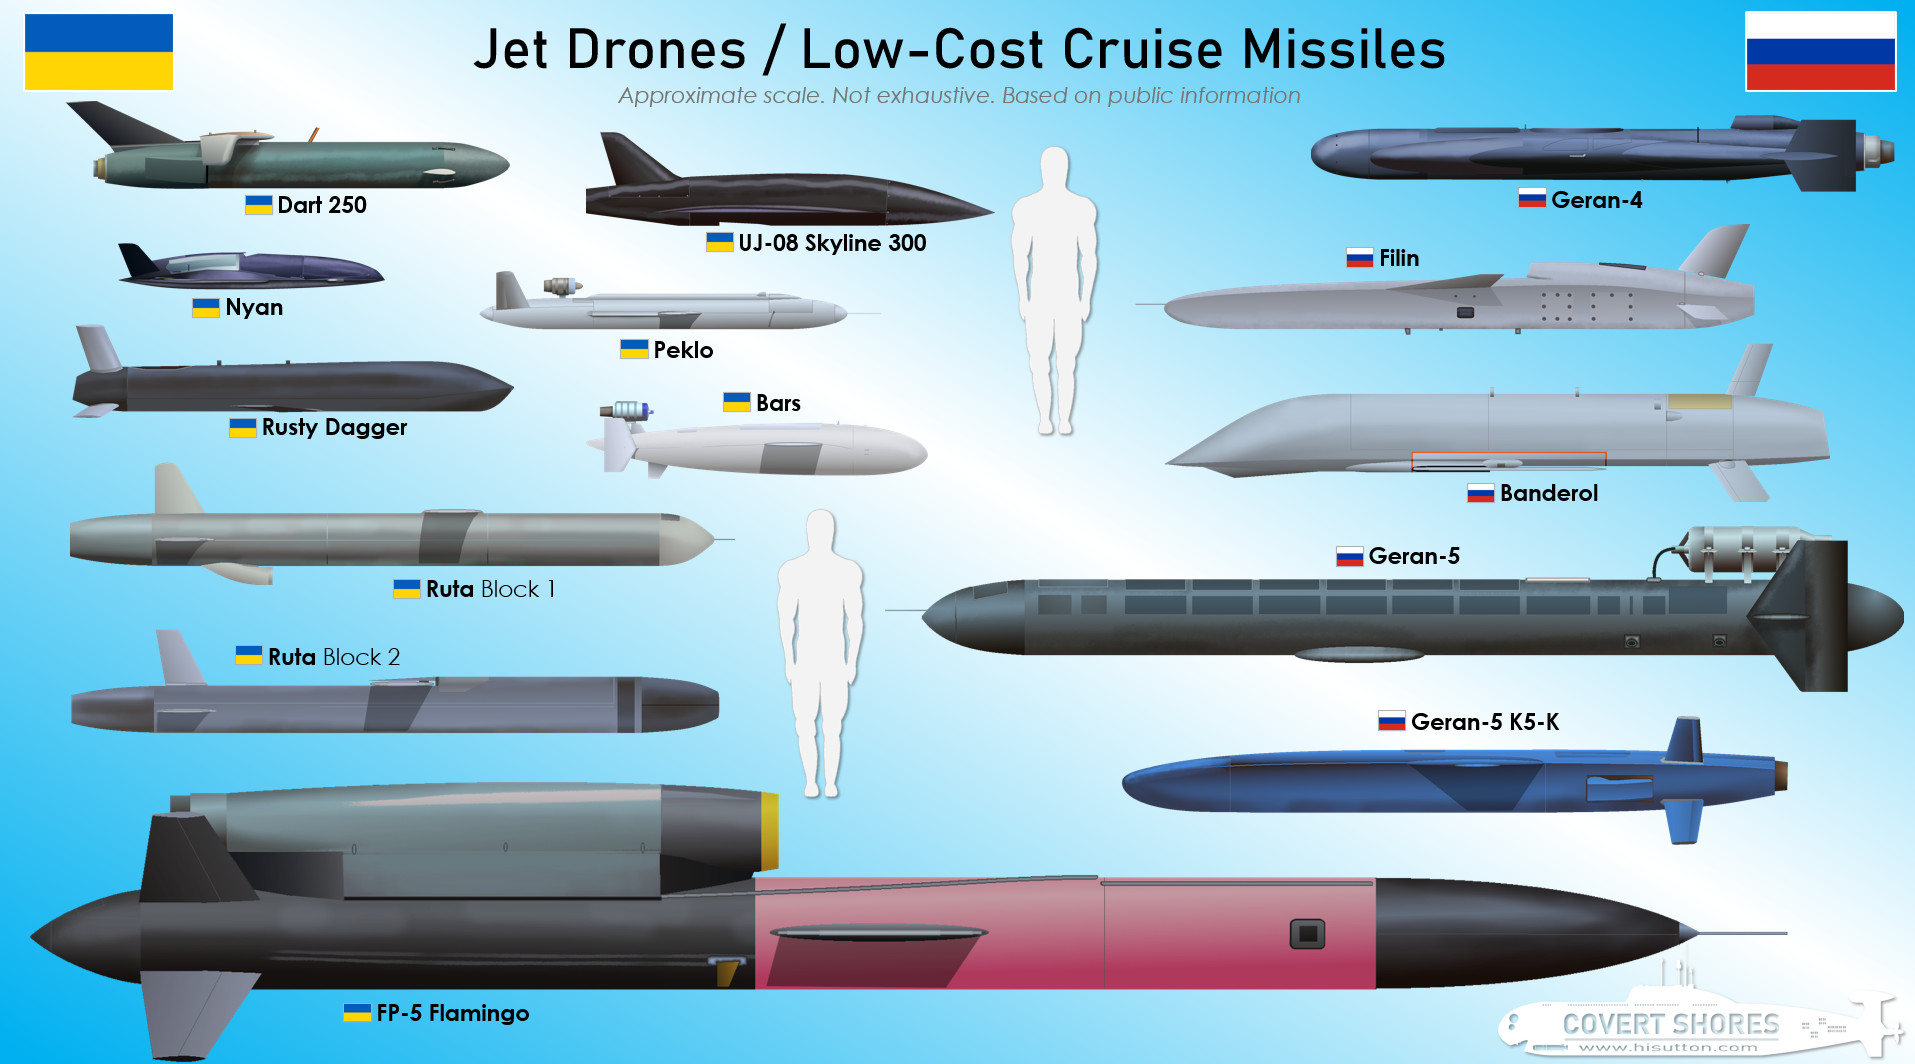 Jet Drones / Low-Cost Cruise Missiles
Approximate scale. Not exhaustive. Based on public information
Dart 250
UJ-08 Skyline 300
Geran-4
Nyan
Filin
Peklo
Rusty Dagger
Bars
Banderol
Ruta Block 1
Geran-5
Ruta Block 2
Geran-5 K5-K
FP-5 Flamingo
COVERT SHORES
www.hisutton.com